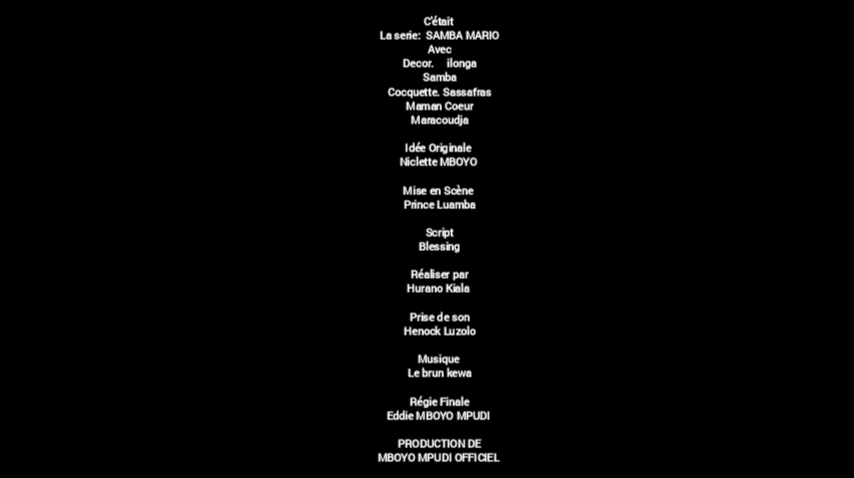 C'était
La serie: SAMBA MARIO
Avec
Decor. ilonga
Samba
Cocquette. Sassafras
Maman Coeur
Maracoudja
Idée Originale
Niclette MBOYO
Mise en Scène
Prince Luamba
Script
Blessing
Réaliser par
Hurano Kiala
Prise de son
Henock Luzolo
Musique
Le brun kewa
Régie Finale
Eddie MBOYO MPUDI
PRODUCTION DE
MBOYO MPUDI OFFICIEL